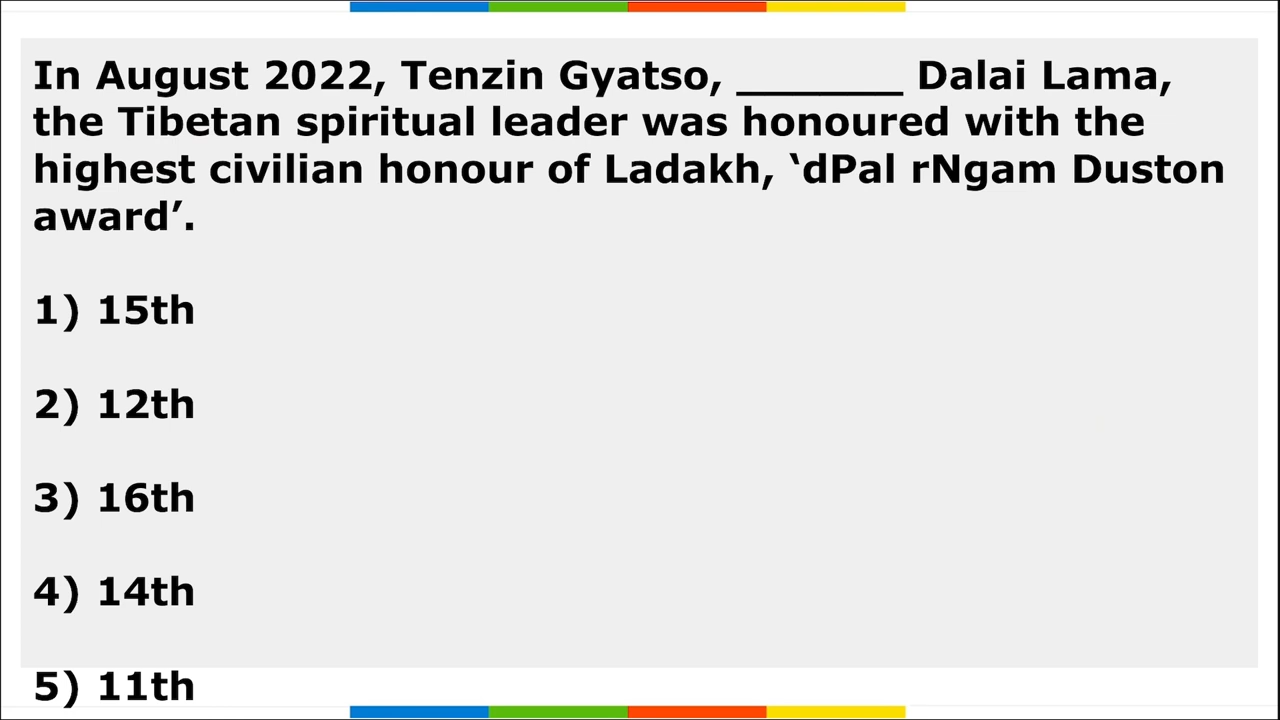 In August 2022, Tenzin Gyatso, ________ Dalai Lama,
the Tibetan spiritual leader was honoured with the
highest civilian honour of Ladakh, ‘dPal rNgam Duston
award’.
1) 15th
2) 12th
3) 16th
4) 14th
5) 11th